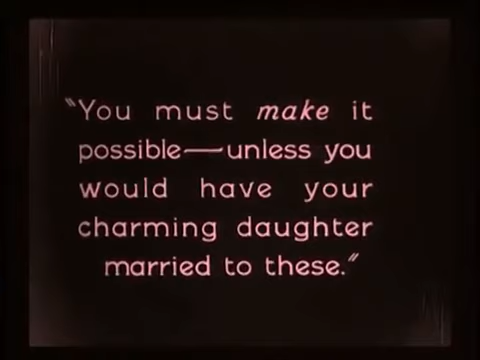 "You must make it
possible—unless you
would have your
charming daughter
married to these."